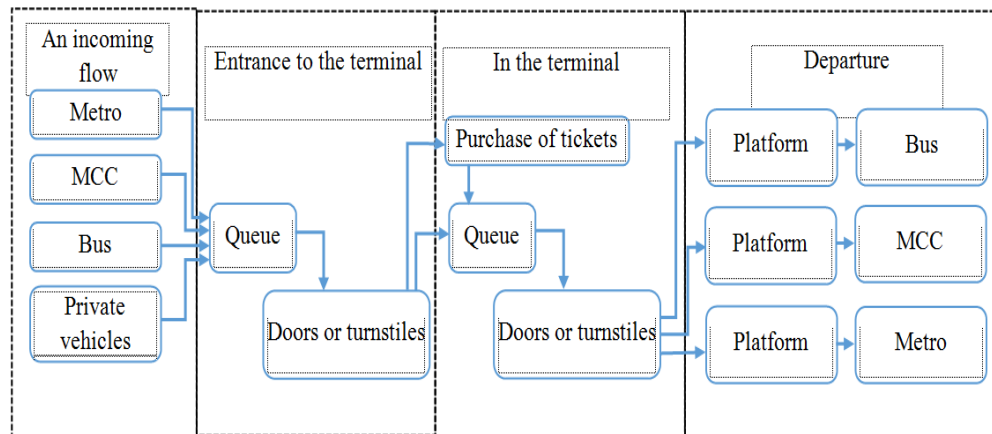 An incoming
flow
Metro
MCC
Bus
Private
vehicles
Entrance to the terminal
Queue
Doors or turnstiles
In the terminal
Purchase of tickets
Queue
Doors or turnstiles
Departure
Platform
Bus
Platform
MCC
Platform
Metro